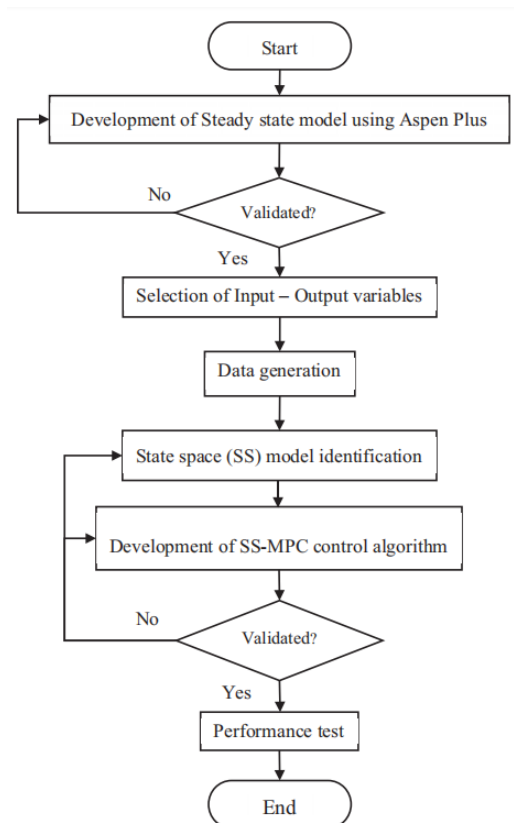 Start
Development of Steady state model using Aspen Plus
No
Validated?
Yes
Selection of Input – Output variables
Data generation
State space (SS) model identification
Development of SS-MPC control algorithm
No
Validated?
Yes
Performance test
End